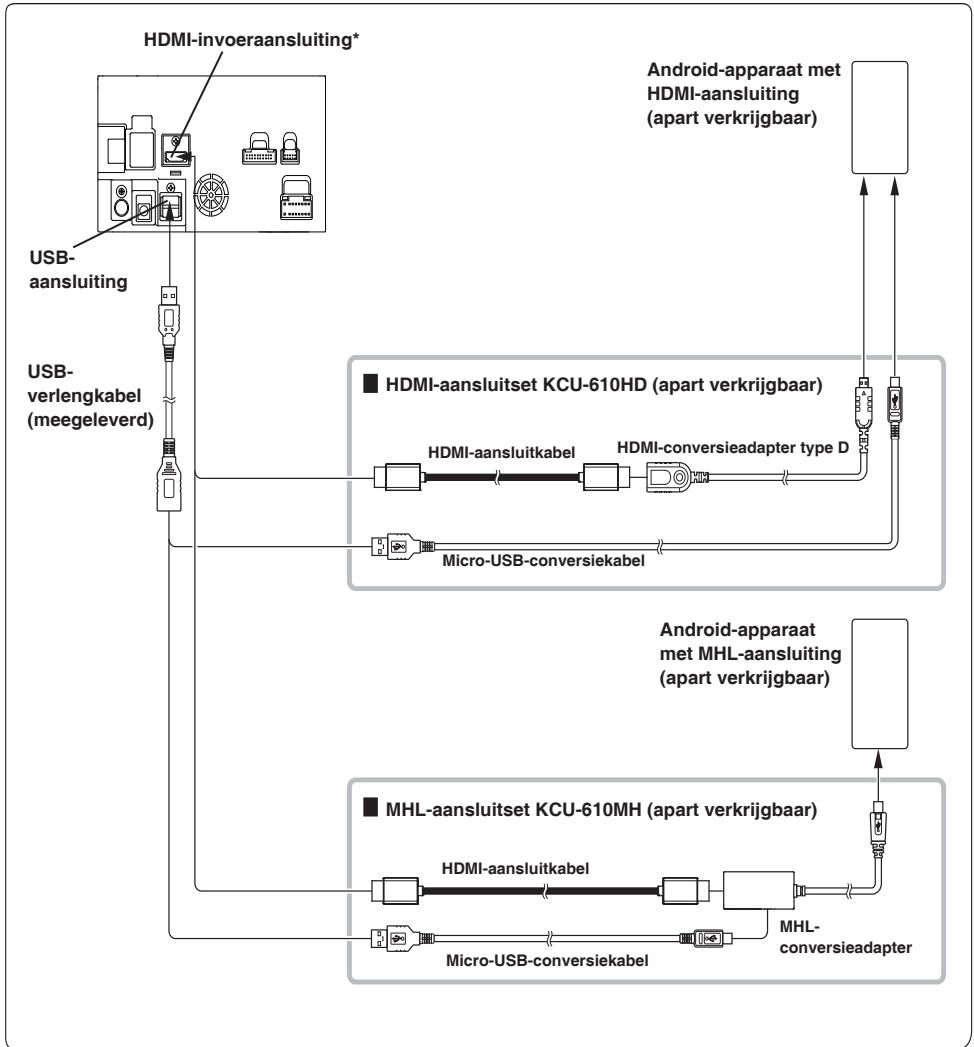 HDMI-invoeraansluiting*
Android-apparaat met
HDMI-aansluiting
(apart verkrijgbaar)
USB-
aansluiting
USB-
verlengkabel
(meegeleverd)
■ HDMI-aansluitset KCU-610HD (apart verkrijgbaar)
HDMI-aansluitkabel
HDMI-conversieadapter type D
Micro-USB-conversiekabel
Android-apparaat
met MHL-aansluiting
(apart verkrijgbaar)
■ MHL-aansluitset KCU-610MH (apart verkrijgbaar)
HDMI-aansluitkabel
MHL-
conversieadapter
Micro-USB-conversiekabel